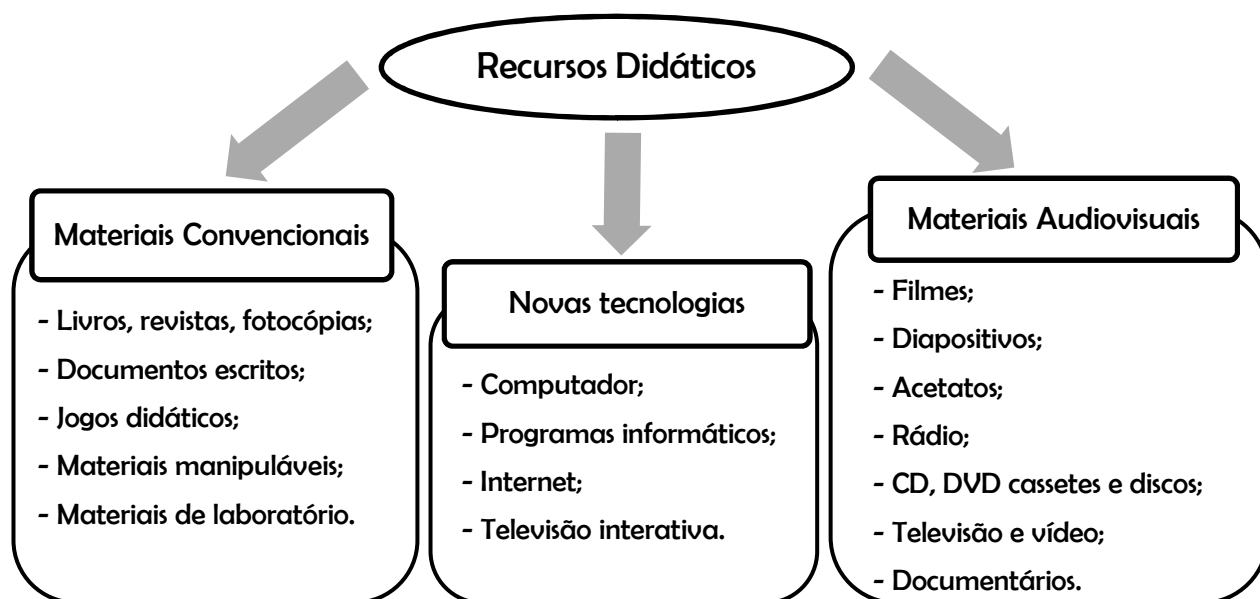 Recursos Didáticos
Materiais Convencionais
- Livros, revistas, fotocópias;
- Documentos escritos;
- Jogos didáticos;
- Materiais manipuláveis;
- Materiais de laboratório.
Novas tecnologias
- Computador;
- Programas informáticos;
- Internet;
- Televisão interativa.
Materiais Audiovisuais
- Filmes;
- Diapositivos;
- Acetatos;
- Rádio;
- CD, DVD cassetes e discos;
- Televisão e vídeo;
- Documentários.